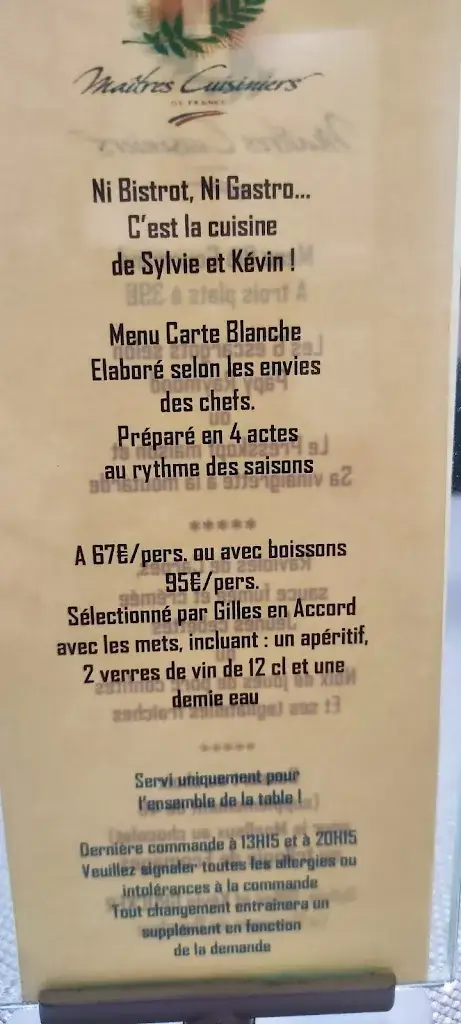 Maîtres Cuisiniers
DE FRANCE
Ni Bistrot, Ni Gastro...
C'est la cuisine
de Sylvie et Kévin !
Menu Carte Blanche
Elaboré selon les envies
des chefs.
Préparé en 4 actes
au rythme des saisons
*****
A 67€/pers. ou avec boissons
95€/pers.
Sélectionné par Gilles en Accord
avec les mets, incluant : un apéritif,
2 verres de vin de 12 cl et une
demie eau
*****
Servi uniquement pour
l'ensemble de la table !
Dernière commande à 13H15 et à 20H15
Veuillez signaler toutes les allergies ou
intolérances à la commande
Tout changement entrainera un
supplément en fonction
de la demande